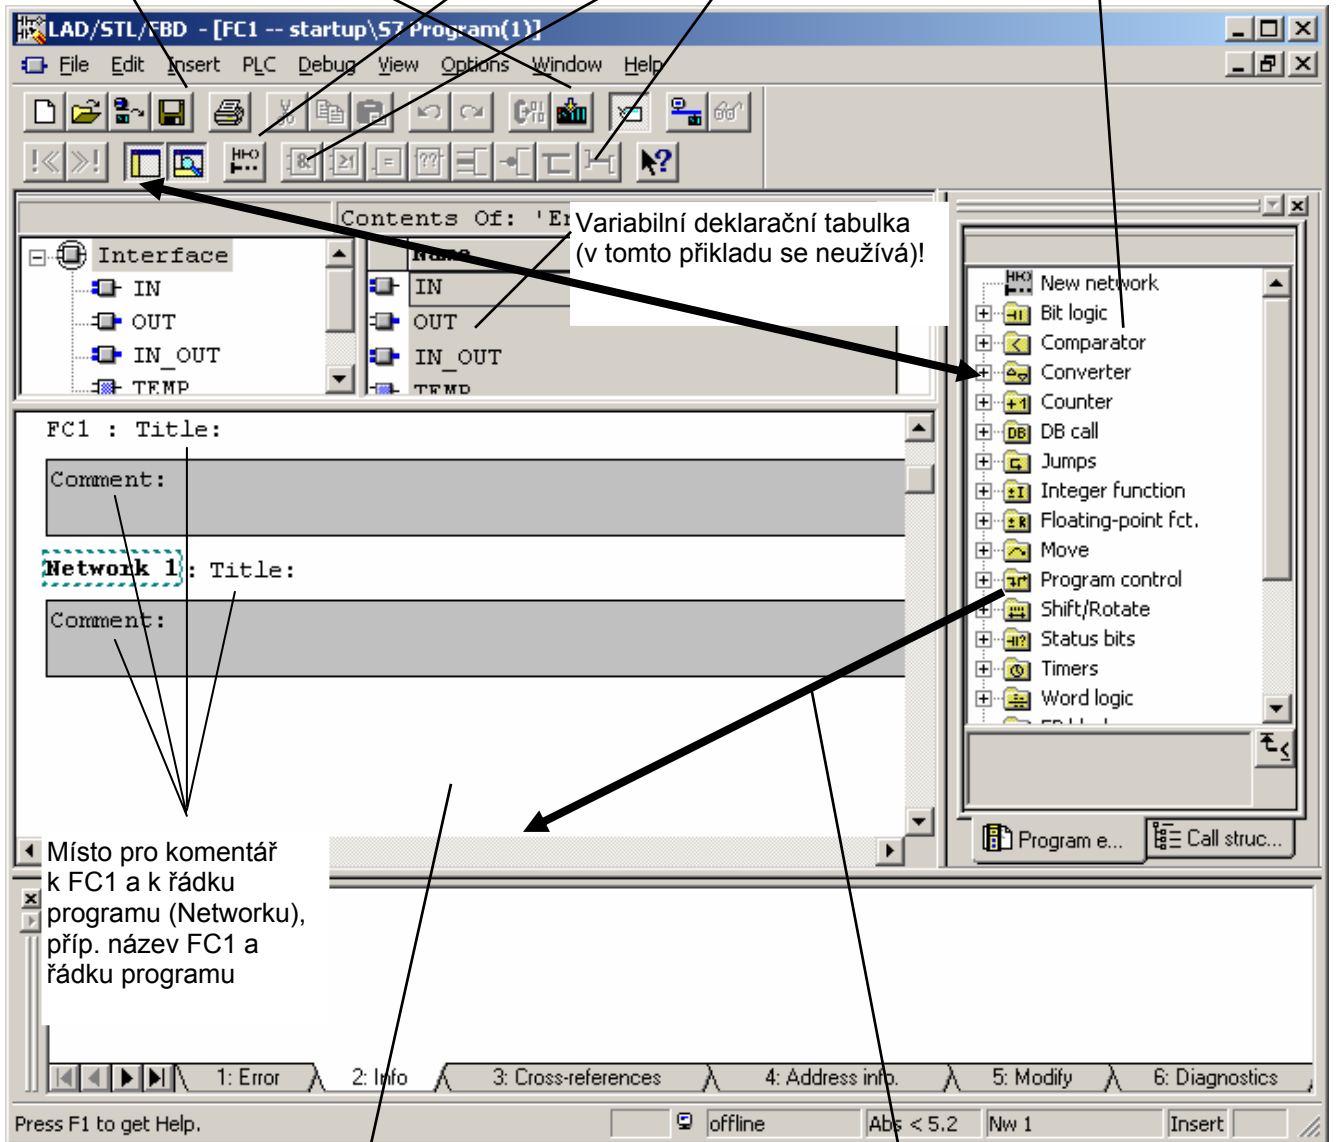 LAD/STL/FBD - [FC1 -- startup\S7 Program(1)]
File Edit Insert PLC Debug View Options Window Help
Contents Of: 'En
Variabilní deklarační tabulka
(v tomto přikladu se neužívá)!
Interface
IN
OUT
IN_OUT
TEMP
Name
IN
OUT
IN_OUT
TEMP
New network
Bit logic
Comparator
Converter
Counter
DB call
Jumps
Integer function
Floating-point fct.
Move
Program control
Shift/Rotate
Status bits
Timers
Word logic
Program e...
Call struc...
FC1 : Title:
Comment:
Network 1: Title:
Comment:
Místo pro komentář
k FC1 a k řádku
programu (Networku),
příp. název FC1 a
řádku programu
1: Error 2: Info 3: Cross-references 4: Address info. 5: Modify 6: Diagnostics
Press F1 to get Help. offline Abs < 5.2 Nw 1 Insert